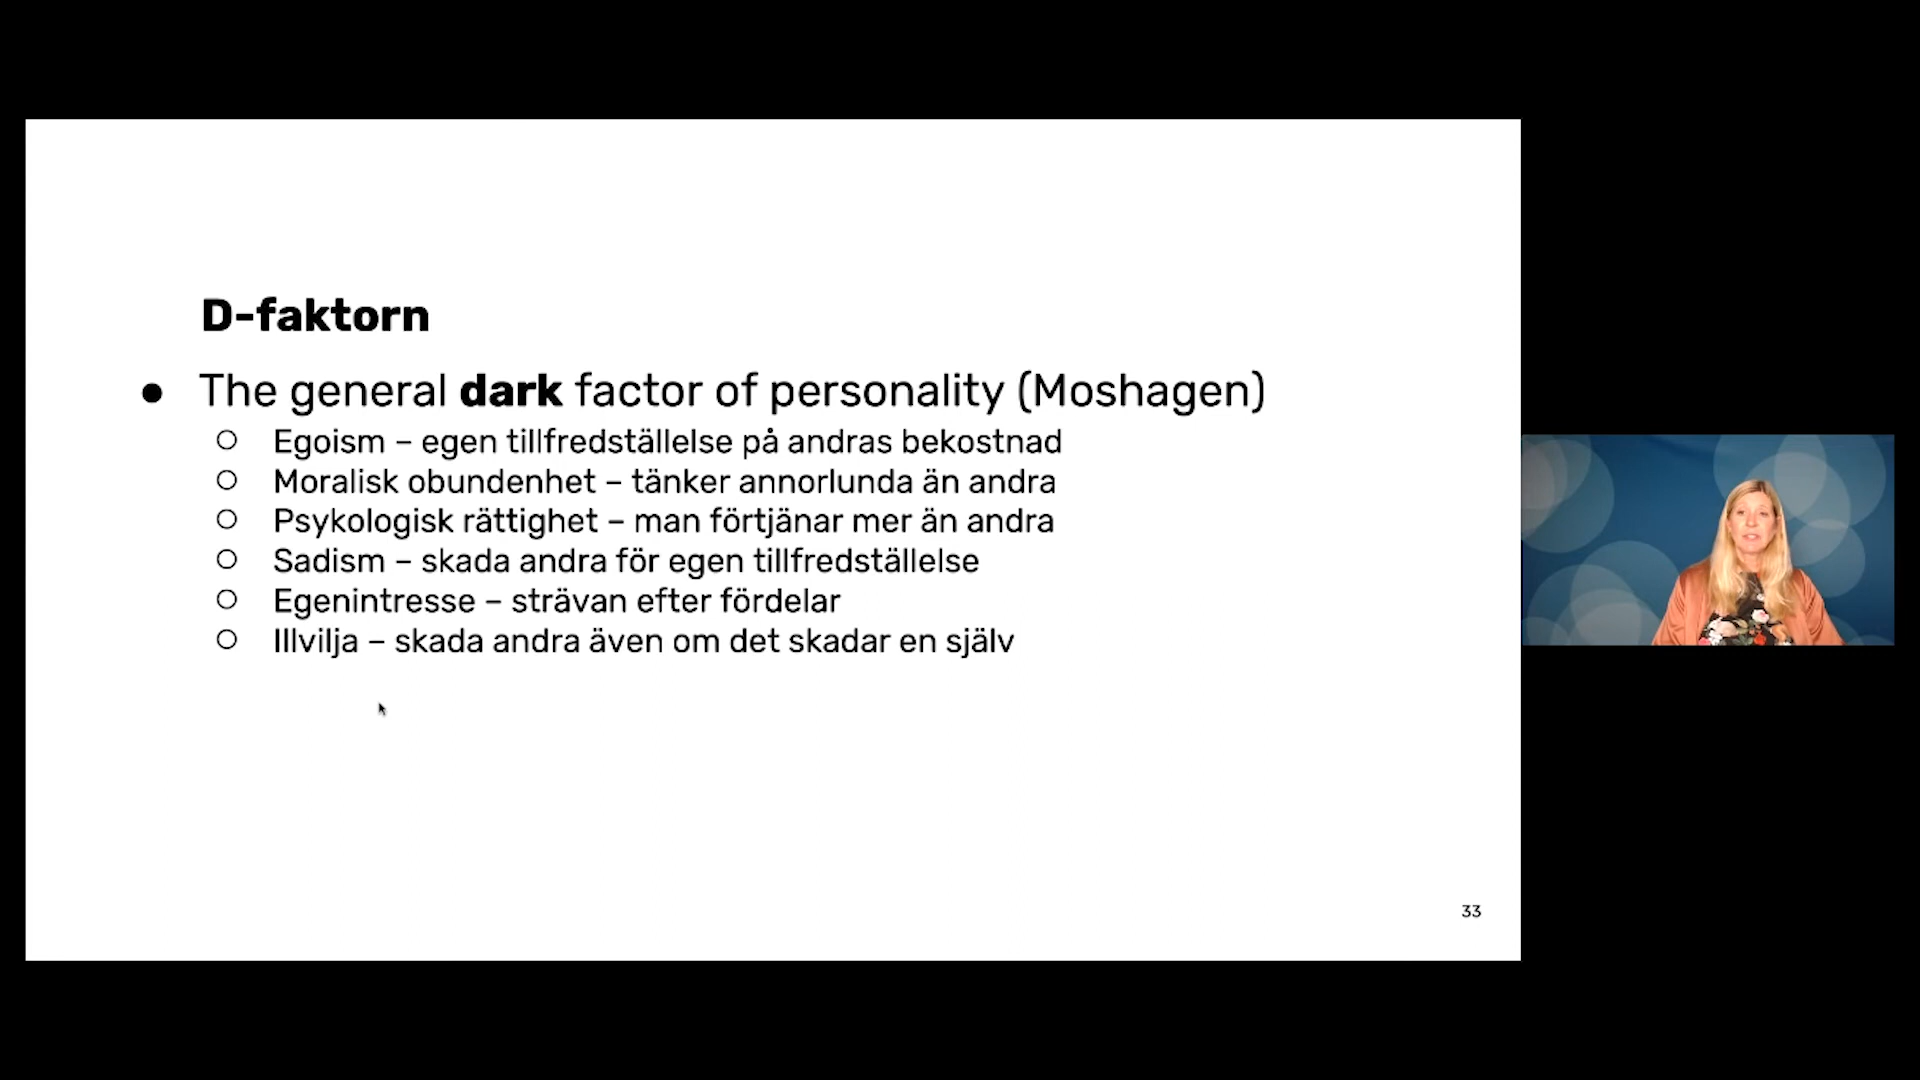 D-faktorn
● The general dark factor of personality (Moshagen)
○ Egoism – egen tillfredställelse på andras bekostnad
○ Moralisk obundenhet – tänker annorlunda än andra
○ Psykologisk rättighet – man förtjänar mer än andra
○ Sadism – skada andra för egen tillfredställelse
○ Egenintresse – strävan efter fördelar
○ Illvilja – skada andra även om det skadar en själv
33